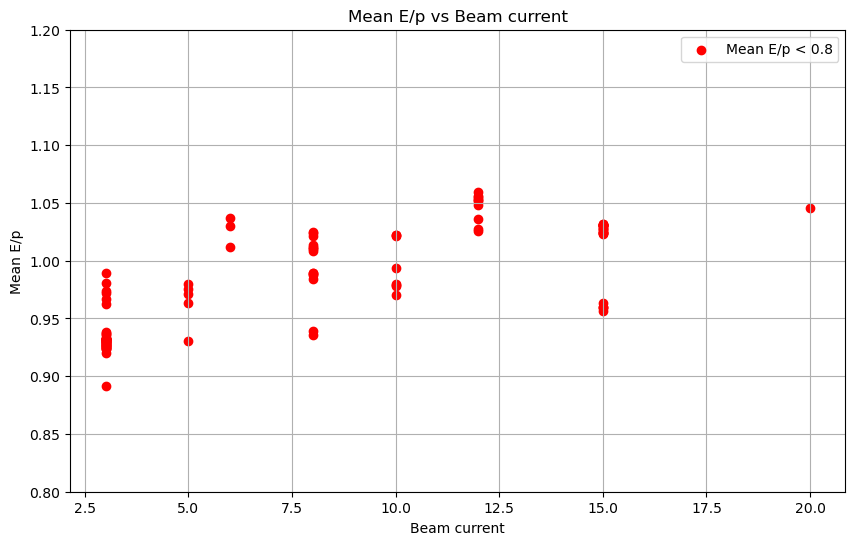 Mean E/p vs Beam current
Mean E/p < 0.8
1.20
1.15
1.10
1.05
1.00
0.95
0.90
0.85
0.80
Mean E/p
2.5 5.0 7.5 10.0 12.5 15.0 17.5 20.0
Beam current